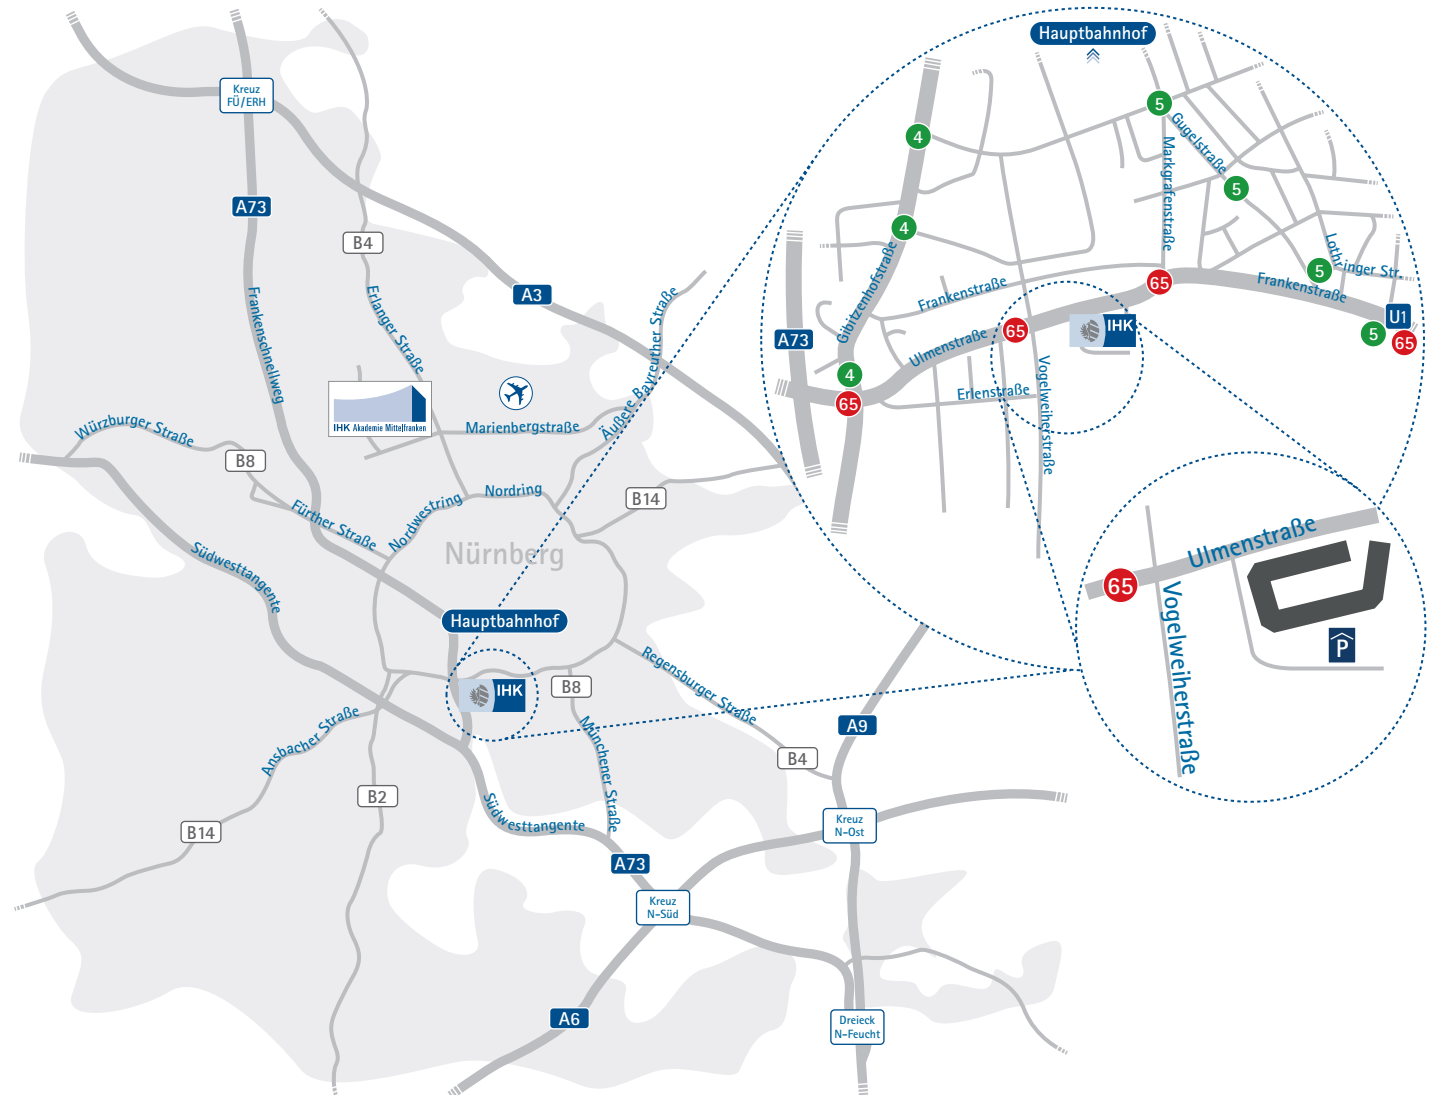 Kreuz
FÜ/ERH
A73
B4
Frankenschnellweg
Erlanger Straße
A3
Äußere Bayreuther Straße
IHK Akademie Mittelfranken
Marienbergstraße
Würzburger Straße
B8
Fürther Straße
Nordwestring
Nordring
B14
Südwesttangente
Nürnberg
Hauptbahnhof
IHK
B8
Regensburger Straße
Ansbacher Straße
Münchener Straße
A9
B4
B2
B14
Südwesttangente
Kreuz
N-Ost
A73
Kreuz
N-Süd
A6
Dreieck
N-Feucht
Hauptbahnhof
5
4
Gugelstraße
Markgrafenstraße
5
4
Gibitzenhofstraße
Lothringer Str.
5
Frankenstraße
65
Frankenstraße
U1
A73
Ulmenstraße
65
IHK
5
65
4
65
Erlenstraße
Vogelweiherstraße
Ulmenstraße
65
Vogelweiherstraße
P